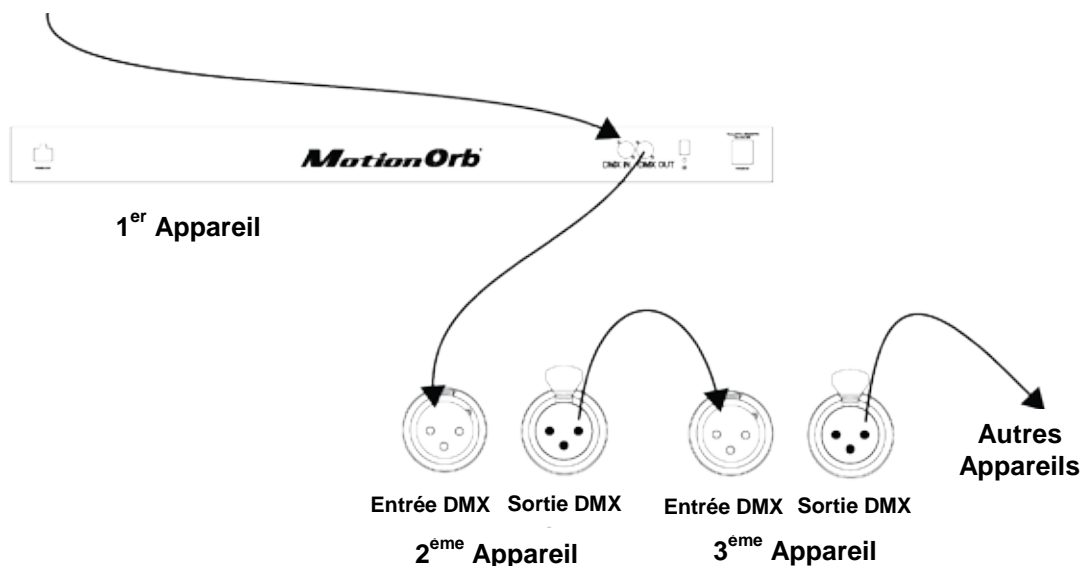 MotionOrb
DMX IN DMX OUT
1er Appareil
Autres
Appareils
Entrée DMX Sortie DMX Entrée DMX Sortie DMX
2ème Appareil 3ème Appareil